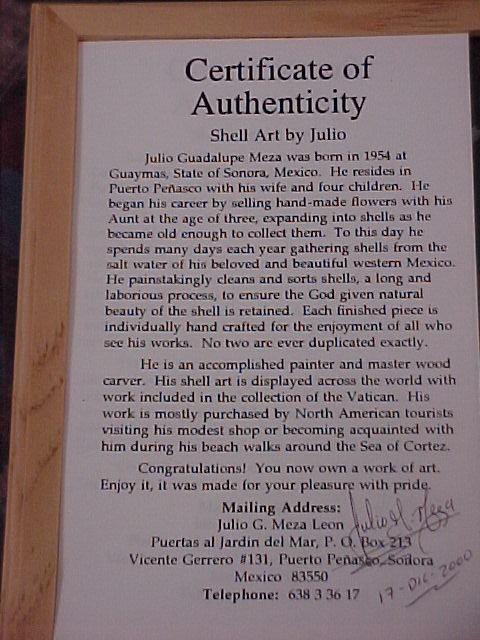 Certificate of
Authenticity
Shell Art by Julio
Julio Guadalupe Meza was born in 1954 at
Guaymas, State of Sonora, Mexico. He resides in
Puerto Peñasco with his wife and four children. He
began his career by selling hand-made flowers with his
Aunt at the age of three, expanding into shells as he
became old enough to collect them. To this day he
spends many days each year gathering shells from the
salt water of his beloved and beautiful western Mexico.
He painstakingly cleans and sorts shells, a long and
laborious process, to ensure the God given natural
beauty of the shell is retained. Each finished piece is
individually hand crafted for the enjoyment of all who
see his works. No two are ever duplicated exactly.
He is an accomplished painter and master wood
carver. His shell art is displayed across the world with
work included in the collection of the Vatican. His
work is mostly purchased by North American tourists
visiting his modest shop or becoming acquainted with
him during his beach walks around the Sea of Cortez.
Congratulations! You now own a work of art.
Enjoy it, it was made for your pleasure with pride.
Mailing Address:
Julio G. Meza Leon
Julio G. Meza
Puertas al Jardin del Mar, P. O. Box 213
Vicente Gerrero #131, Puerto Peñasco, Sonora
Mexico 83550
Telephone: 638 3 36 17
17-Dic-2000